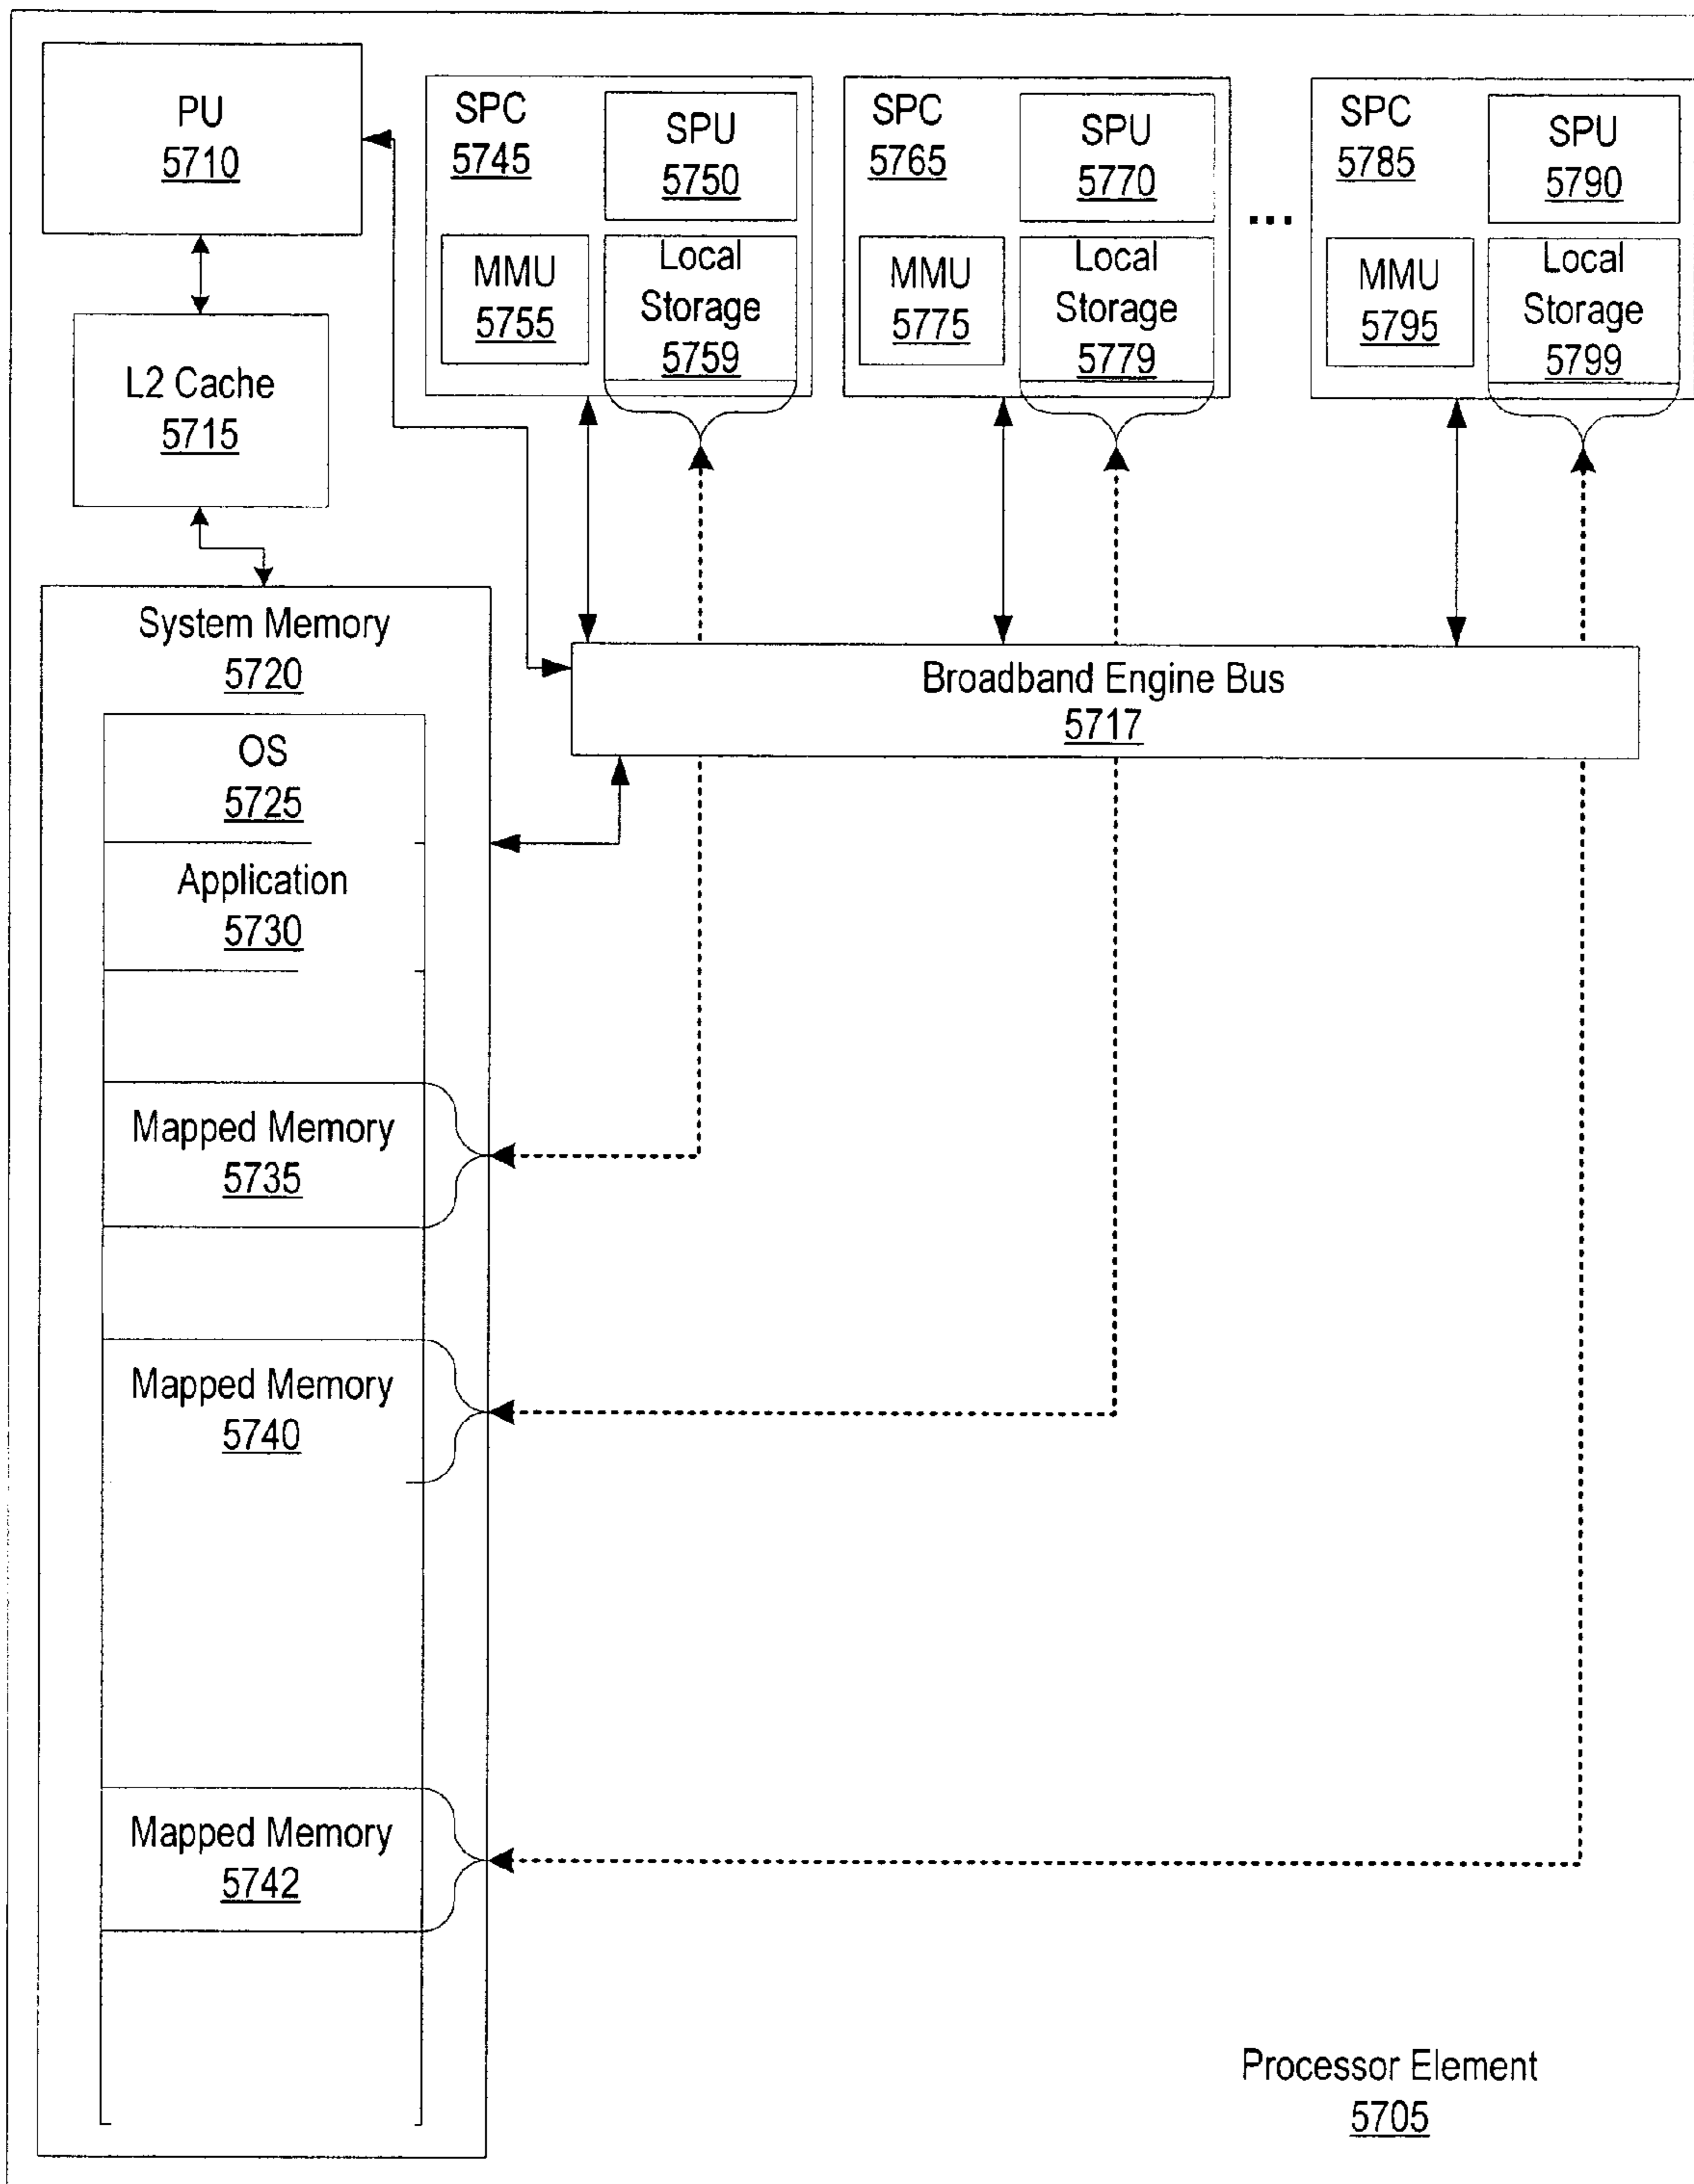 PU
5710
SPC
5745
SPU
5750
MMU
5755
Local
Storage
5759
SPC
5765
SPU
5770
MMU
5775
Local
Storage
5779
...
SPC
5785
SPU
5790
MMU
5795
Local
Storage
5799
L2 Cache
5715
System Memory
5720
Broadband Engine Bus
5717
OS
5725
Application
5730
Mapped Memory
5735
Mapped Memory
5740
Mapped Memory
5742
Processor Element
5705